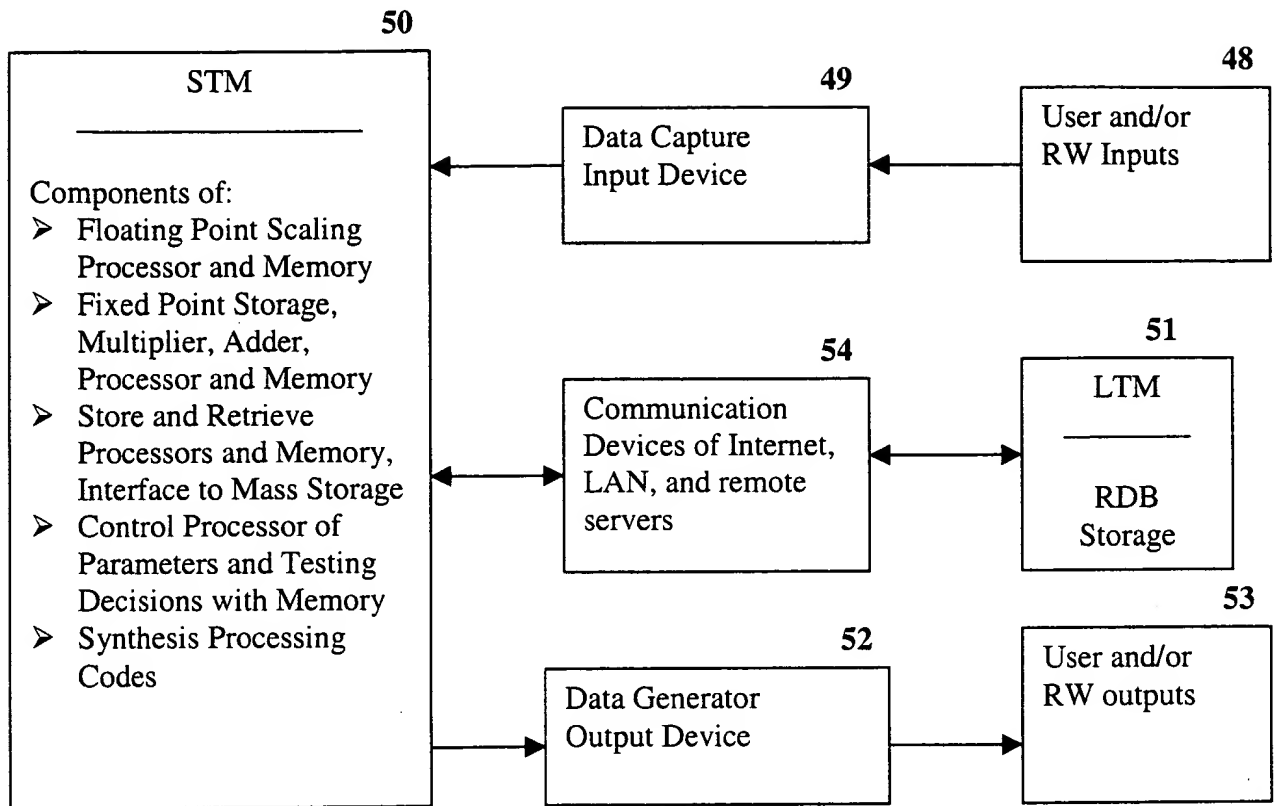 50
STM
Components of:
➢ Floating Point Scaling
Processor and Memory
➢ Fixed Point Storage,
Multiplier, Adder,
Processor and Memory
➢ Store and Retrieve
Processors and Memory,
Interface to Mass Storage
➢ Control Processor of
Parameters and Testing
Decisions with Memory
➢ Synthesis Processing
Codes
49
Data Capture
Input Device
48
User and/or
RW Inputs
54
Communication
Devices of Internet,
LAN, and remote
servers
51
LTM
RDB
Storage
52
Data Generator
Output Device
53
User and/or
RW outputs